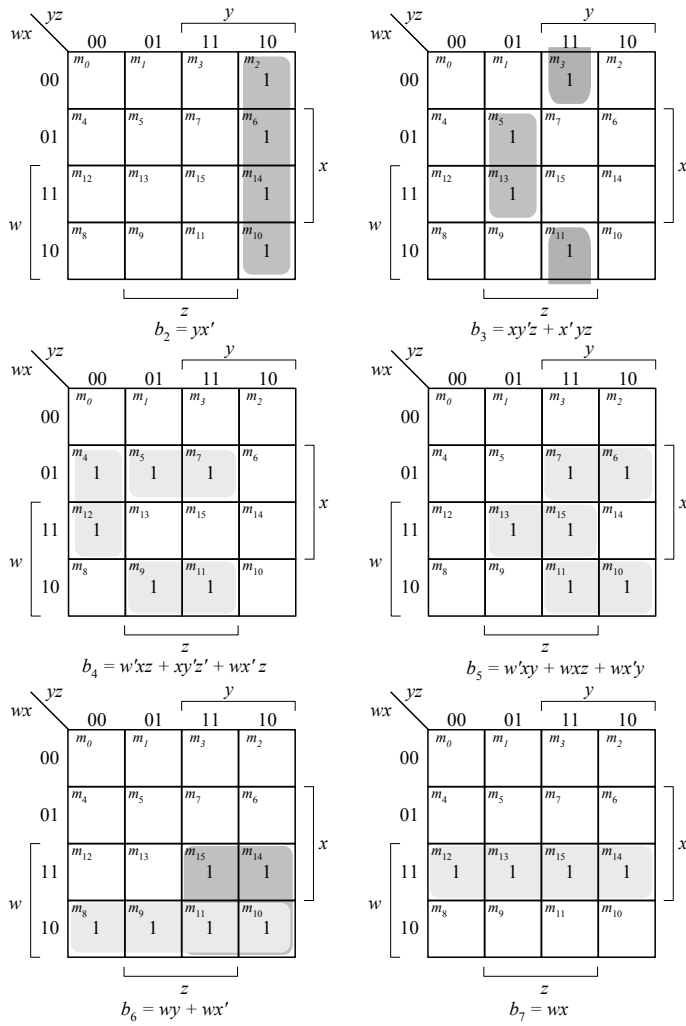 yz
y
wx
00 01 11 10
00 m0 m1 m3 m2 1
01 m4 m5 m7 m6 1
x
11 m12 m13 m15 m14 1
w
10 m8 m9 m11 m10 1
z
b2 = yx′
yz
y
wx
00 01 11 10
00 m0 m1 m3 1 m2
01 m4 m5 1 m7 m6
x
11 m12 m13 1 m15 m14
w
10 m8 m9 m11 1 m10
z
b3 = xy′z + x′ yz
yz
y
wx
00 01 11 10
00 m0 m1 m3 m2
01 m4 1 m5 1 m7 1 m6
x
11 m12 1 m13 m15 m14
w
10 m8 m9 1 m11 1 m10
z
b4 = w′xz + xy′z′ + wx′ z
yz
y
wx
00 01 11 10
00 m0 m1 m3 m2
01 m4 m5 m7 1 m6 1
x
11 m12 m13 1 m15 1 m14
w
10 m8 m9 m11 1 m10 1
z
b5 = w′xy + wxz + wx′y
yz
y
wx
00 01 11 10
00 m0 m1 m3 m2
01 m4 m5 m7 m6
x
11 m12 m13 m15 1 m14 1
w
10 m8 1 m9 1 m11 1 m10 1
z
b6 = wy + wx′
yz
y
wx
00 01 11 10
00 m0 m1 m3 m2
01 m4 m5 m7 m6
x
11 m12 1 m13 1 m15 1 m14 1
w
10 m8 m9 m11 m10
z
b7 = wx